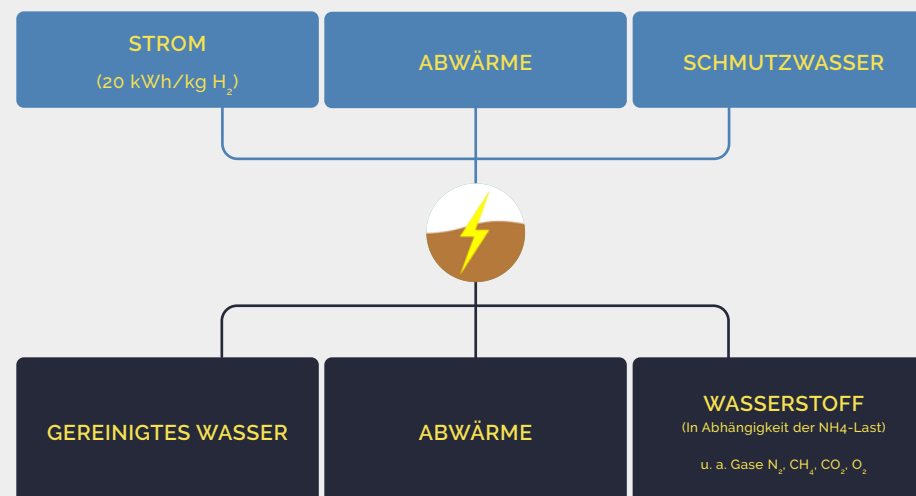 STROM
(20 kWh/kg H₂)
ABWÄRME
SCHMUTZWASSER
GEREINIGTES WASSER
ABWÄRME
WASSERSTOFF
(In Abhängigkeit der NH4-Last)
u. a. Gase N₂, CH₄, CO₂, O₂